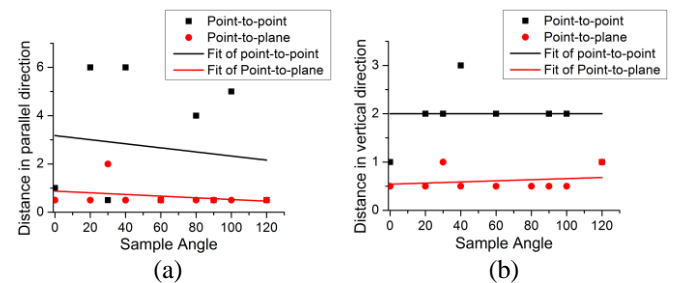 Point-to-point
Point-to-plane
Fit of point-to-point
Fit of Point-to-plane
Distance in parallel direction
6
4
2
0
0 20 40 60 80 100 120
Sample Angle
(a)
Point-to-point
Point-to-plane
Fit of point-to-point
Fit of Point-to-plane
Distance in vertical direction
3
2
1
0
0 20 40 60 80 100 120
Sample Angle
(b)